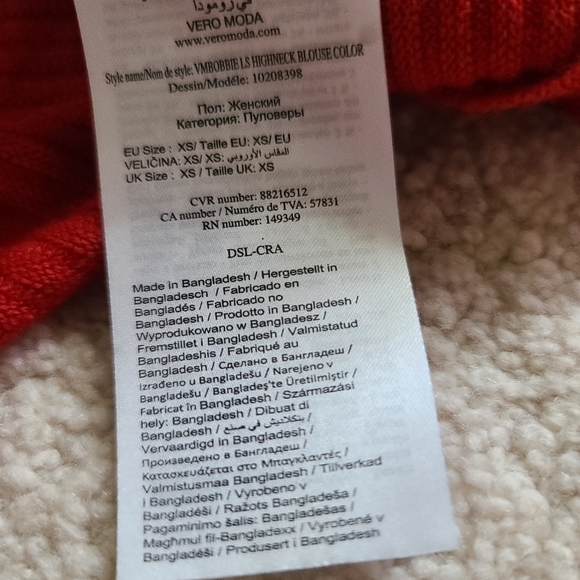 في رومودا
VERO MODA
www.veromoda.com
Style name/Nom de style: VMBOBBIE LS HIGHNECK BLOUSE COLOR
Dessin/Modéle: 10208398
Пол: Женский
Категория: Пуловеры
EU Size : XS/ Taille EU: XS/ EU
VELIČINA: XS/ XS: المقاس الأوروبي
UK Size : XS / Taille UK: XS
CVR number: 88216512
CA number / Numéro de TVA: 57831
RN number: 149349
DSL-CRA
Made in Bangladesh / Hergestellt in
Bangladesch / Fabricado en
Bangladés / Fabricado no
Bangladesh / Prodotto in Bangladesh /
Wyprodukowano w Bangladesz /
Fremstillet i Bangladesh / Valmistatud
Bangladeshis / Fabriqué au
Bangladesh / Сделано в Бангладеш /
Izrađeno u Bangladešu / Narejeno v
Bangladešu / Bangladeş'te Üretilmiştir /
Fabricat în Bangladesh / Származási
hely: Bangladesh / Dibuat di
Bangladesh / بنكلاديش في صنع /
Vervaardigd in Bangladesh /
Произведено в Бангладеш /
Κατασκευάζεται στο Μπαγκλαντές /
Valmistusmaa Bangladesh / Tillverkad
i Bangladesh / Vyrobeno v
Bangladéši / Ražots Bangladeša /
Pagaminimo šalis: Bangladešas /
Magħmul fil-Bangladexx / Vyrobené v
Bangladéši / Produsert i Bangladesh